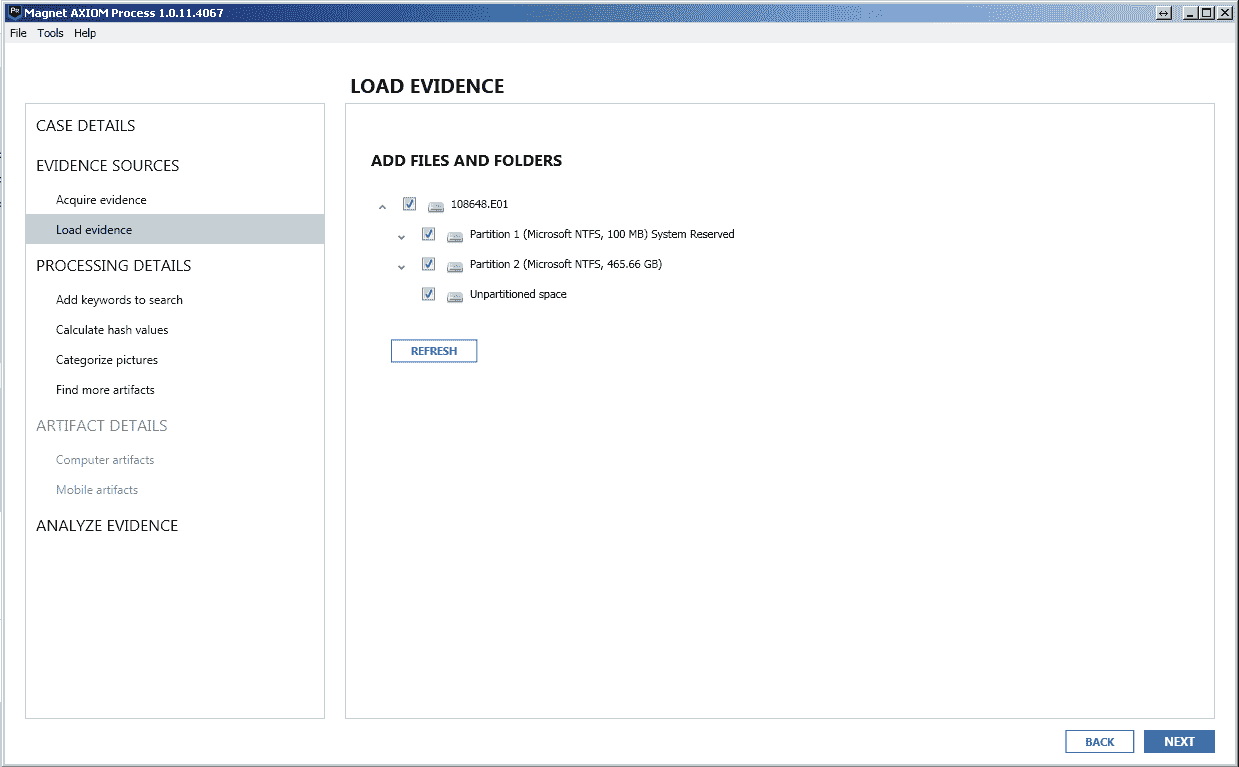 Magnet AXIOM Process 1.0.11.4067
File Tools Help
LOAD EVIDENCE
CASE DETAILS
EVIDENCE SOURCES
Acquire evidence
Load evidence
PROCESSING DETAILS
Add keywords to search
Calculate hash values
Categorize pictures
Find more artifacts
ARTIFACT DETAILS
Computer artifacts
Mobile artifacts
ANALYZE EVIDENCE
ADD FILES AND FOLDERS
108648.E01
Partition 1 (Microsoft NTFS, 100 MB) System Reserved
Partition 2 (Microsoft NTFS, 465.66 GB)
Unpartitioned space
REFRESH
BACK NEXT